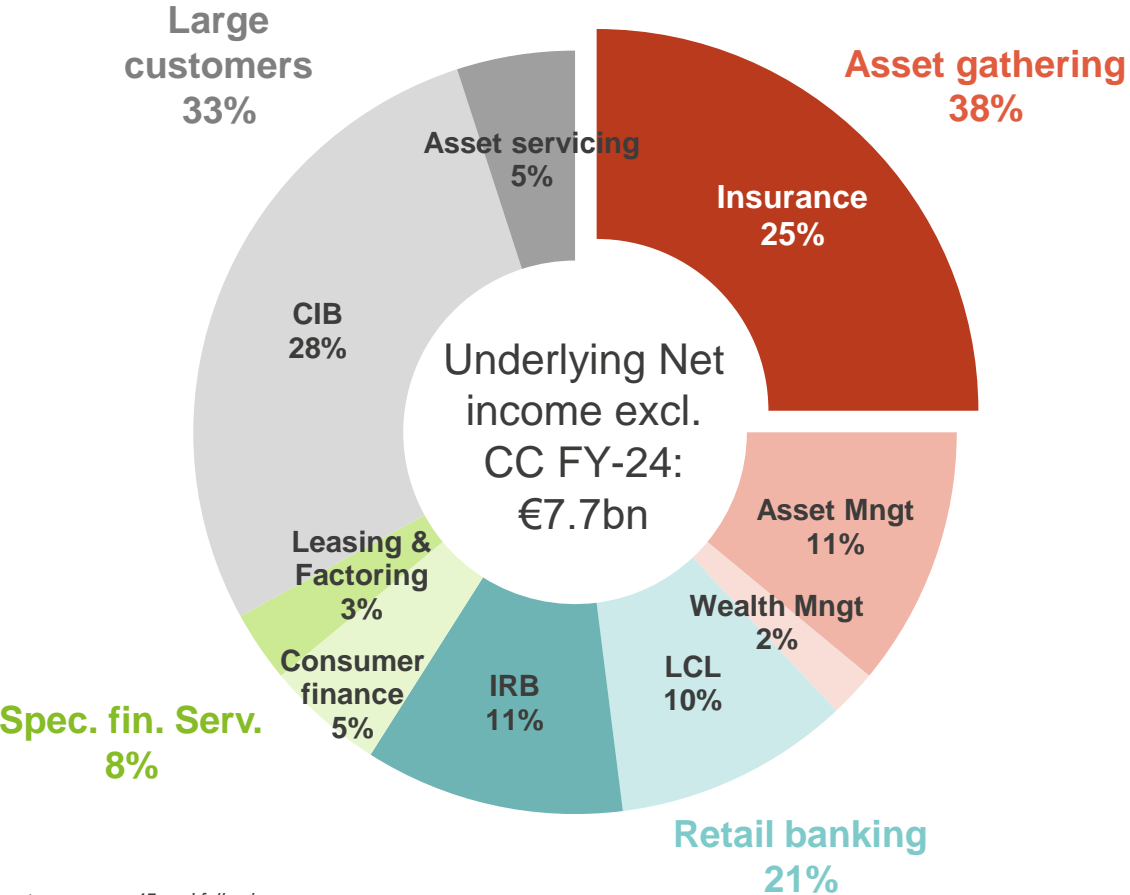 Large
customers
33%
Asset gathering
38%
Asset servicing
5%
Insurance
25%
CIB
28%
Underlying Net
income excl.
CC FY-24:
€7.7bn
Asset Mngt
11%
Leasing &
Factoring
3%
Wealth Mngt
2%
Consumer
finance
5%
IRB
11%
LCL
10%
Spec. fin. Serv.
8%
Retail banking
21%